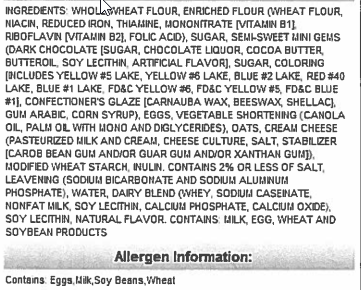 INGREDIENTS: WHOLE WHEAT FLOUR, ENRICHED FLOUR (WHEAT FLOUR,
NIACIN, REDUCED IRON, THIAMINE, MONONITRATE [VITAMIN B1],
RIBOFLAVIN [VITAMIN B2], FOLIC ACID), SUGAR, SEMI-SWEET MINI GEMS
(DARK CHOCOLATE [SUGAR, CHOCOLATE LIQUOR, COCOA BUTTER,
BUTTEROIL, SOY LECITHIN, ARTIFICIAL FLAVOR], SUGAR, COLORING
[INCLUDES YELLOW #5 LAKE, YELLOW #6 LAKE, BLUE #2 LAKE, RED #40
LAKE, BLUE #1 LAKE, FD&C YELLOW #6, FD&C YELLOW #5, FD&C BLUE
#1], CONFECTIONER'S GLAZE [CARNAUBA WAX, BEESWAX, SHELLAC],
GUM ARABIC, CORN SYRUP), EGGS, VEGETABLE SHORTENING (CANOLA
OIL, PALM OIL WITH MONO AND DIGLYCERIDES), OATS, CREAM CHEESE
(PASTEURIZED MILK AND CREAM, CHEESE CULTURE, SALT, STABILIZER
[CAROB BEAN GUM AND/OR GUAR GUM AND/OR XANTHAN GUM]),
MODIFIED WHEAT STARCH, INULIN. CONTAINS 2% OR LESS OF SALT,
LEAVENING (SODIUM BICARBONATE AND SODIUM ALUMINUM
PHOSPHATE), WATER, DAIRY BLEND (WHEY, SODIUM CASEINATE,
NONFAT MILK, SOY LECITHIN, CALCIUM PHOSPHATE, CALCIUM OXIDE),
SOY LECITHIN, NATURAL FLAVOR. CONTAINS: MILK, EGG, WHEAT AND
SOYBEAN PRODUCTS
Allergen Information:
Contains: Eggs,Milk,Soy Beans,Wheat